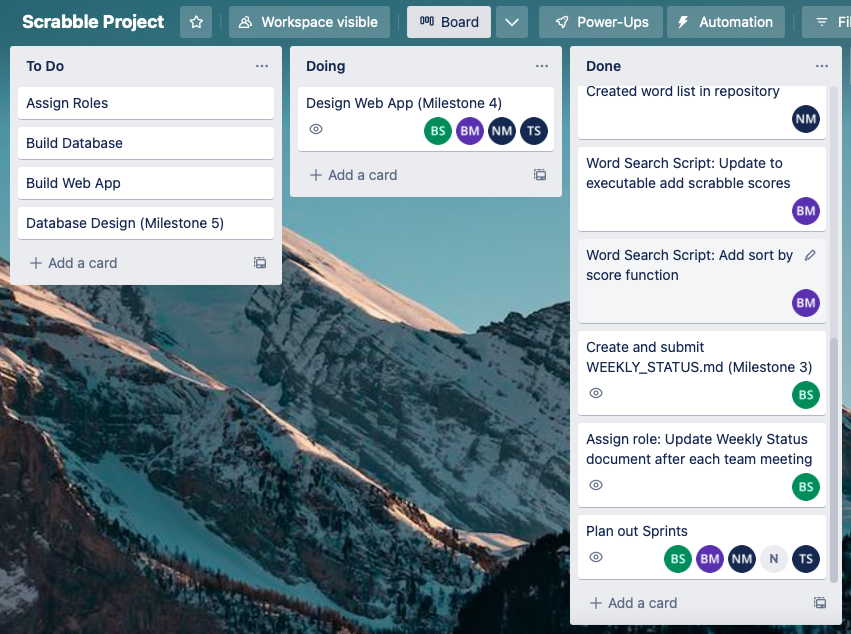 Scrabble Project
Workspace visible
Board
Power-Ups
Automation
To Do
Assign Roles
Build Database
Build Web App
Database Design (Milestone 5)
Add a card
Doing
Design Web App (Milestone 4)
BS BM NM TS
Add a card
Done
Created word list in repository
NM
Word Search Script: Update to
executable add scrabble scores
BM
Word Search Script: Add sort by
score function
BM
Create and submit
WEEKLY_STATUS.md (Milestone 3)
BS
Assign role: Update Weekly Status
document after each team meeting
BS
Plan out Sprints
BS BM NM N TS
Add a card